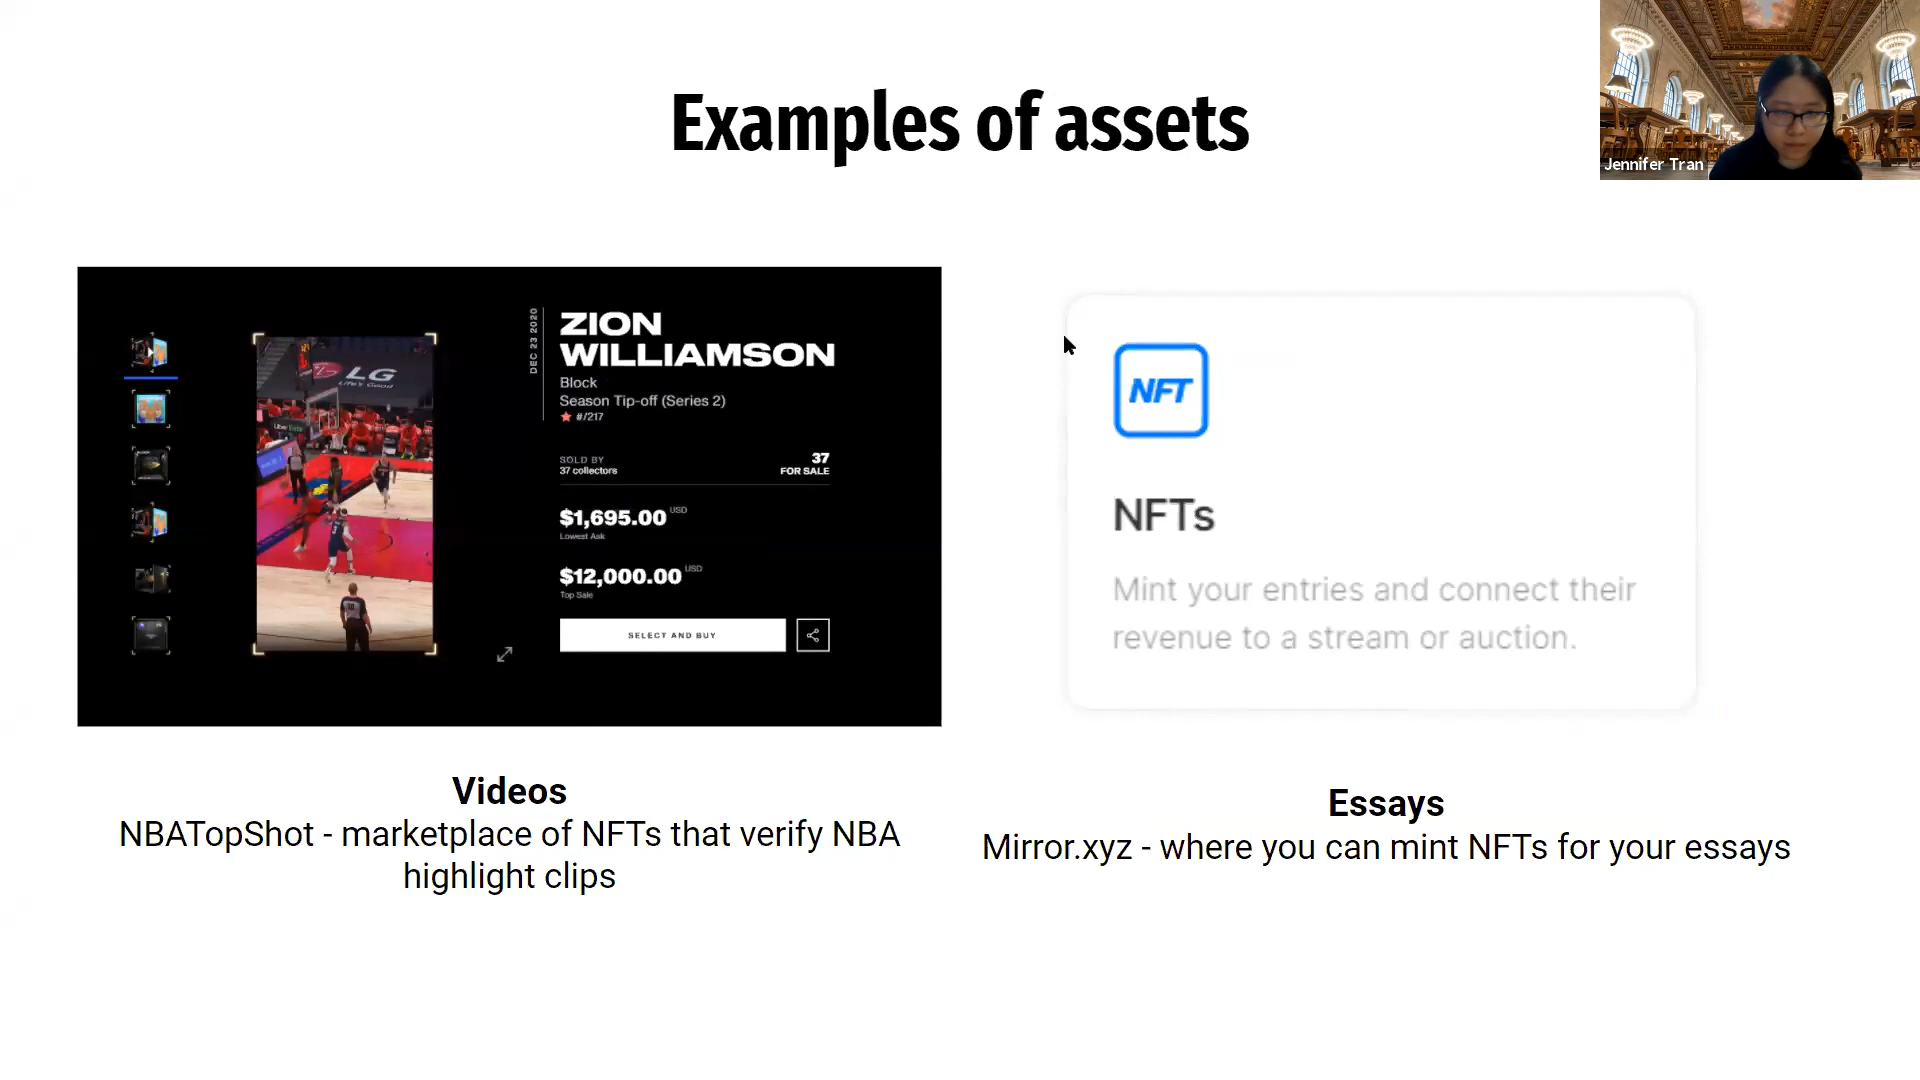 Examples of assets
Jennifer Tran
LG
Life's Good
DEC 23 2020
ZION
WILLIAMSON
Block
Season Tip-off (Series 2)
#/217
SOLD BY
37 collectors
37
FOR SALE
$1,695.00 USD
Lowest Ask
$12,000.00 USD
Top Sale
SELECT AND BUY
NFT
NFTs
Mint your entries and connect their
revenue to a stream or auction.
Videos
NBATopShot - marketplace of NFTs that verify NBA
highlight clips
Essays
Mirror.xyz - where you can mint NFTs for your essays